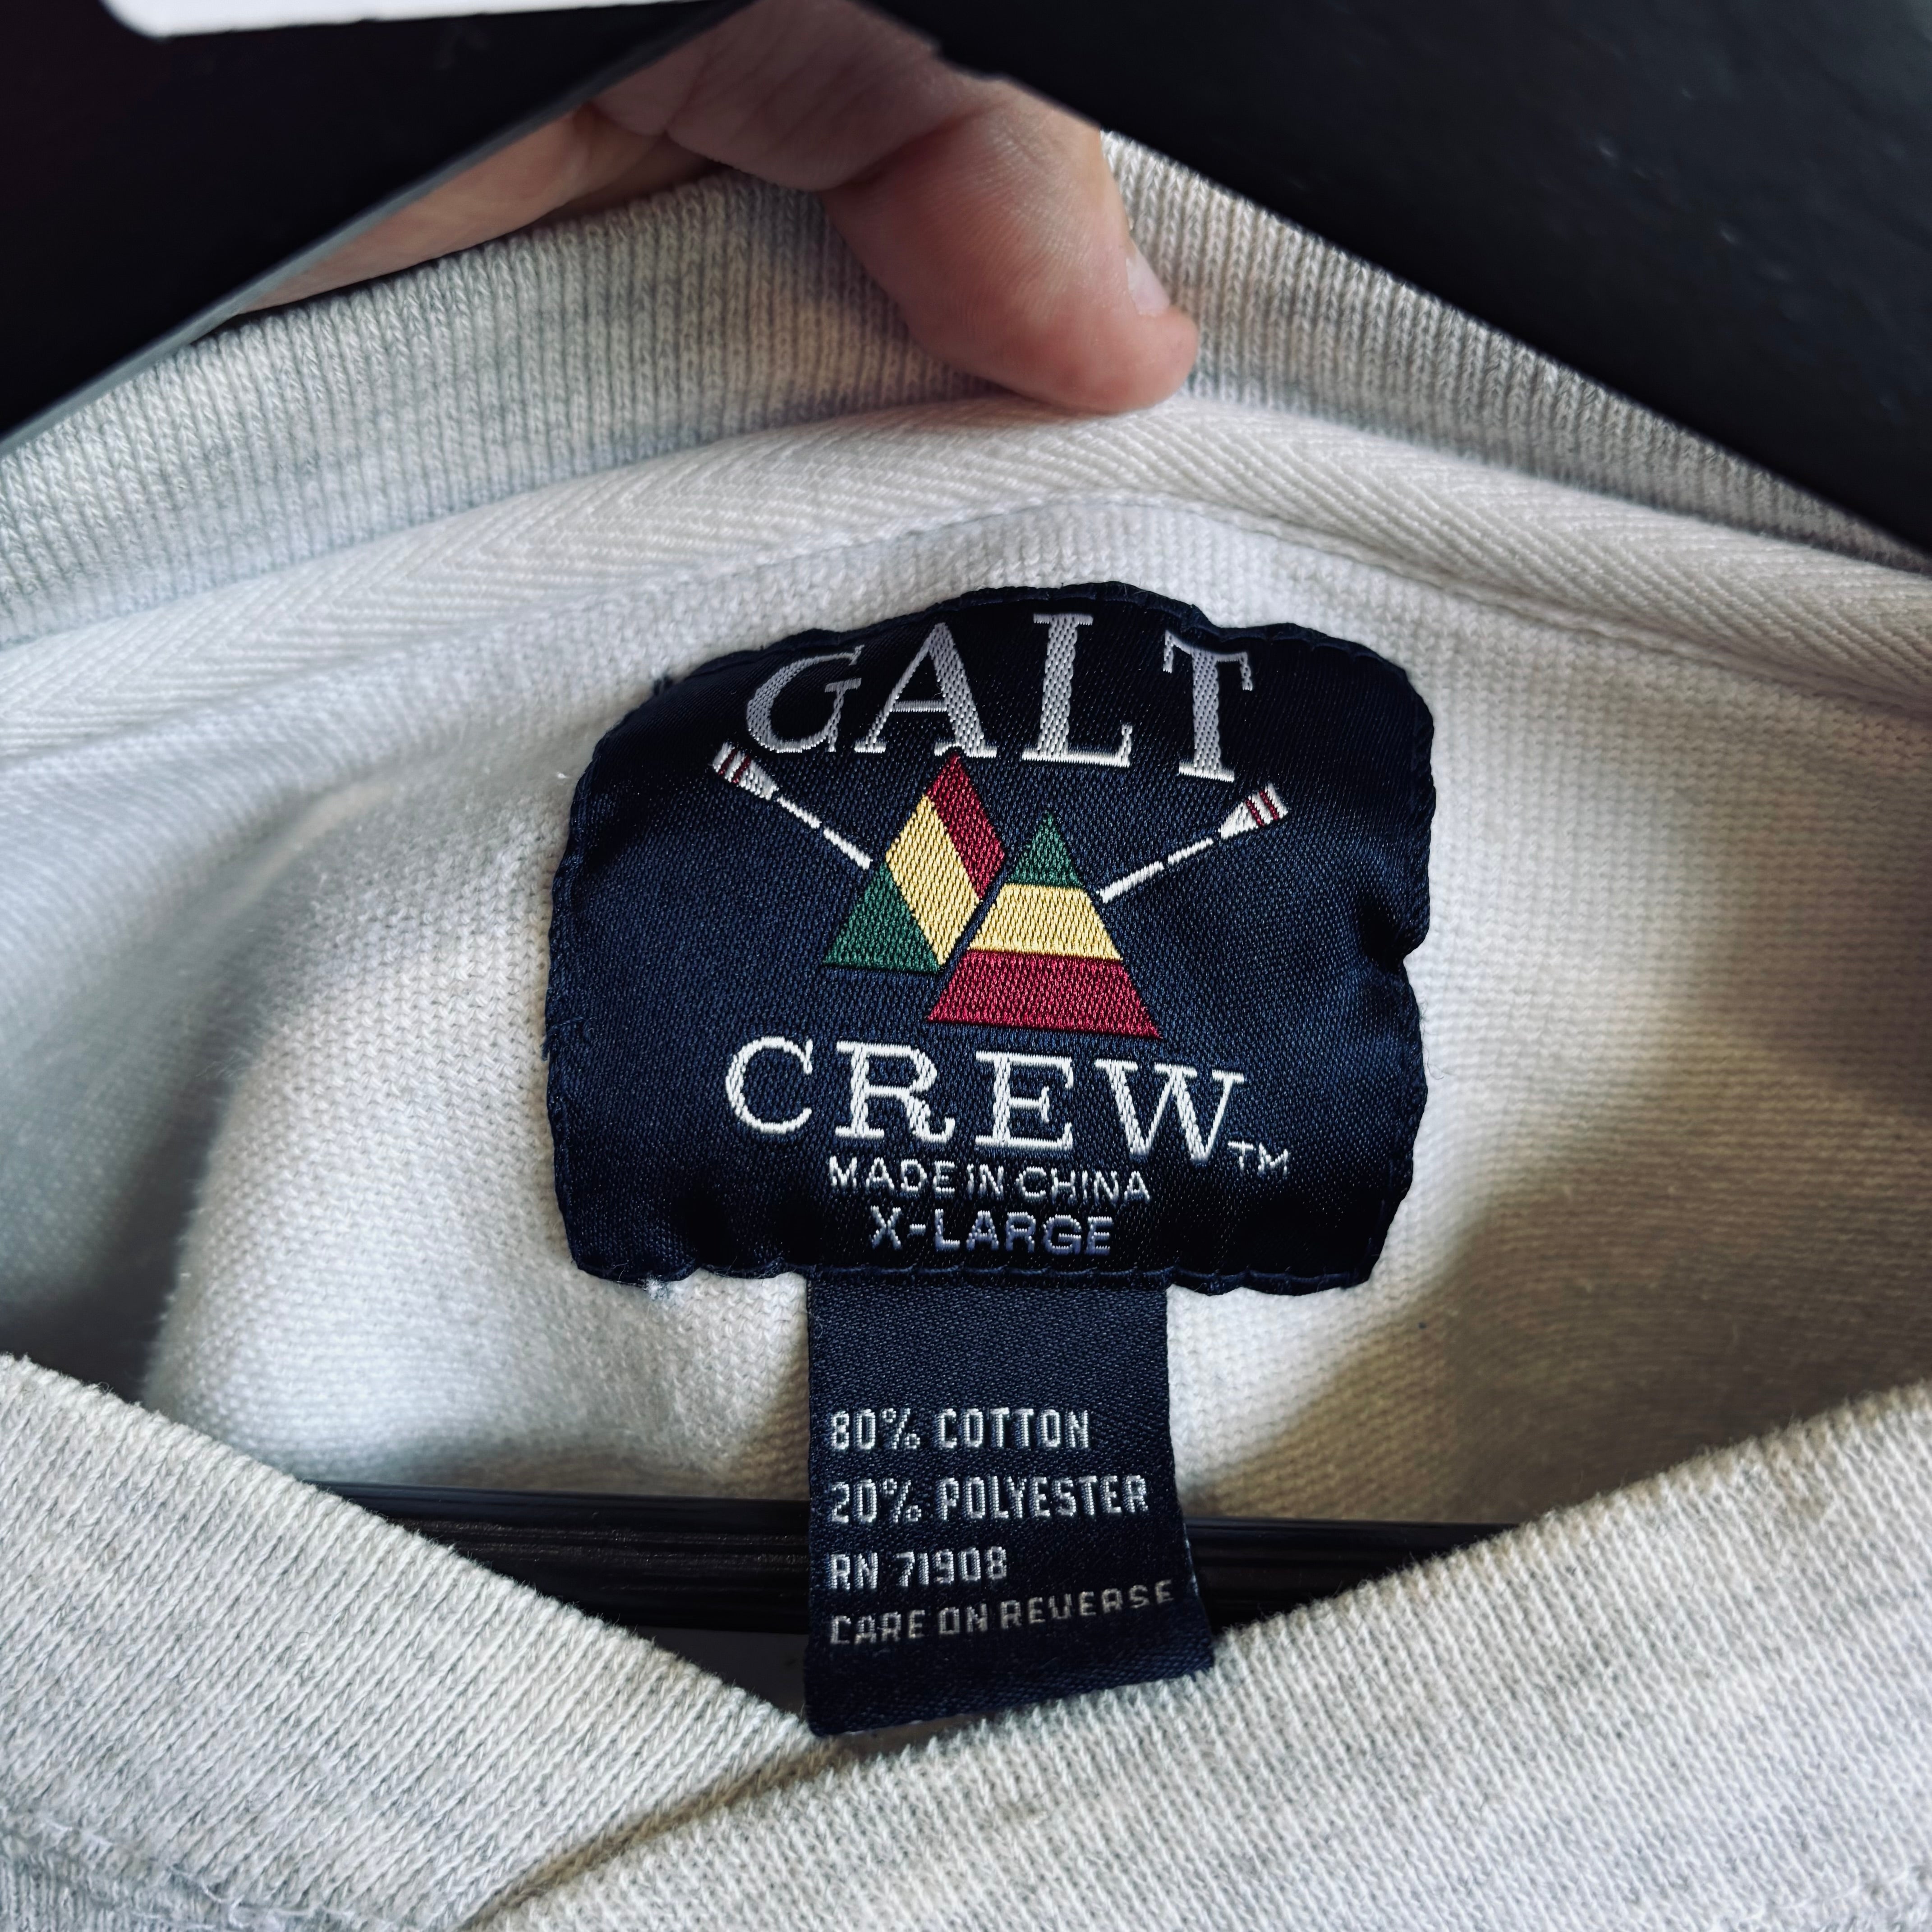 GALT
CREW™
MADE IN CHINA
X-LARGE
80% COTTON
20% POLYESTER
RN 71908
CARE ON REVERSE